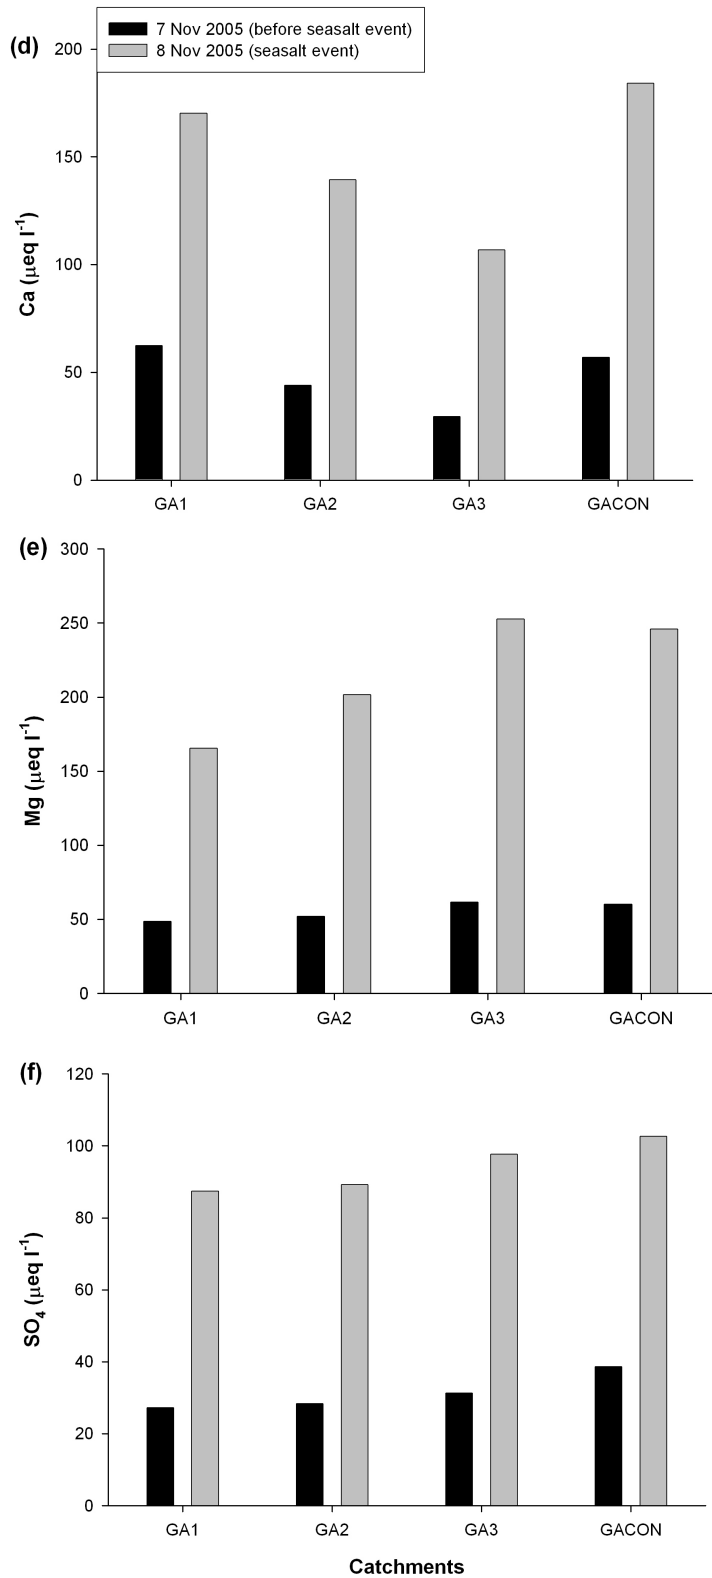 (d)
7 Nov 2005 (before seasalt event)
8 Nov 2005 (seasalt event)
200
150
100
50
0
Ca (μeq l⁻¹)
GA1 GA2 GA3 GACON
(e)
300
250
200
150
100
50
0
Mg (μeq l⁻¹)
GA1 GA2 GA3 GACON
(f)
120
100
80
60
40
20
0
SO₄ (μeq l⁻¹)
GA1 GA2 GA3 GACON
Catchments